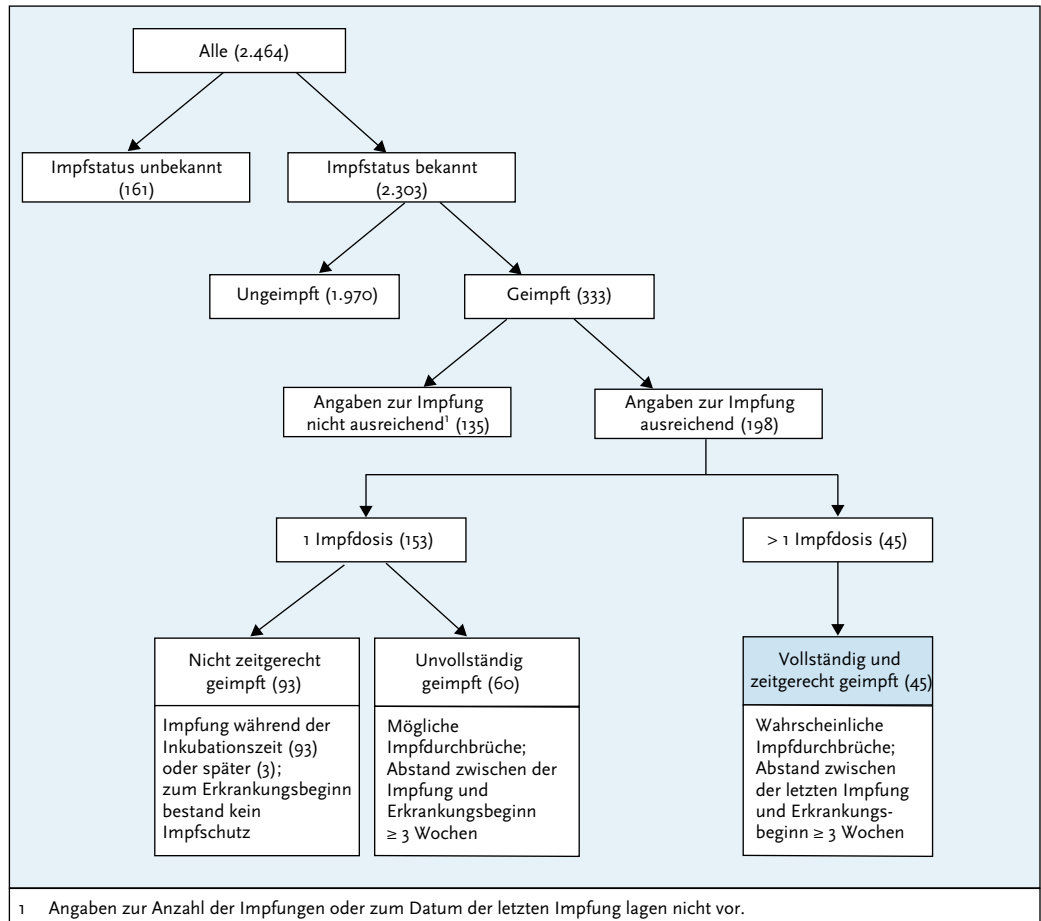 Alle (2.464)
Impfstatus unbekannt
(161)
Impfstatus bekannt
(2.303)
Ungeimpft (1.970)
Geimpft (333)
Angaben zur Impfung
nicht ausreichend¹ (135)
Angaben zur Impfung
ausreichend (198)
1 Impfdosis (153)
> 1 Impfdosis (45)
Nicht zeitgerecht
geimpft (93)
Impfung während der
Inkubationszeit (93)
oder später (3);
zum Erkrankungsbeginn
bestand kein
Impfschutz
Unvollständig
geimpft (60)
Mögliche
Impfdurchbrüche;
Abstand zwischen der
Impfung und
Erkrankungsbeginn
≥ 3 Wochen
Vollständig und
zeitgerecht geimpft (45)
Wahrscheinliche
Impfdurchbrüche;
Abstand zwischen
der letzten Impfung
und Erkrankungs-
beginn ≥ 3 Wochen
1 Angaben zur Anzahl der Impfungen oder zum Datum der letzten Impfung lagen nicht vor.